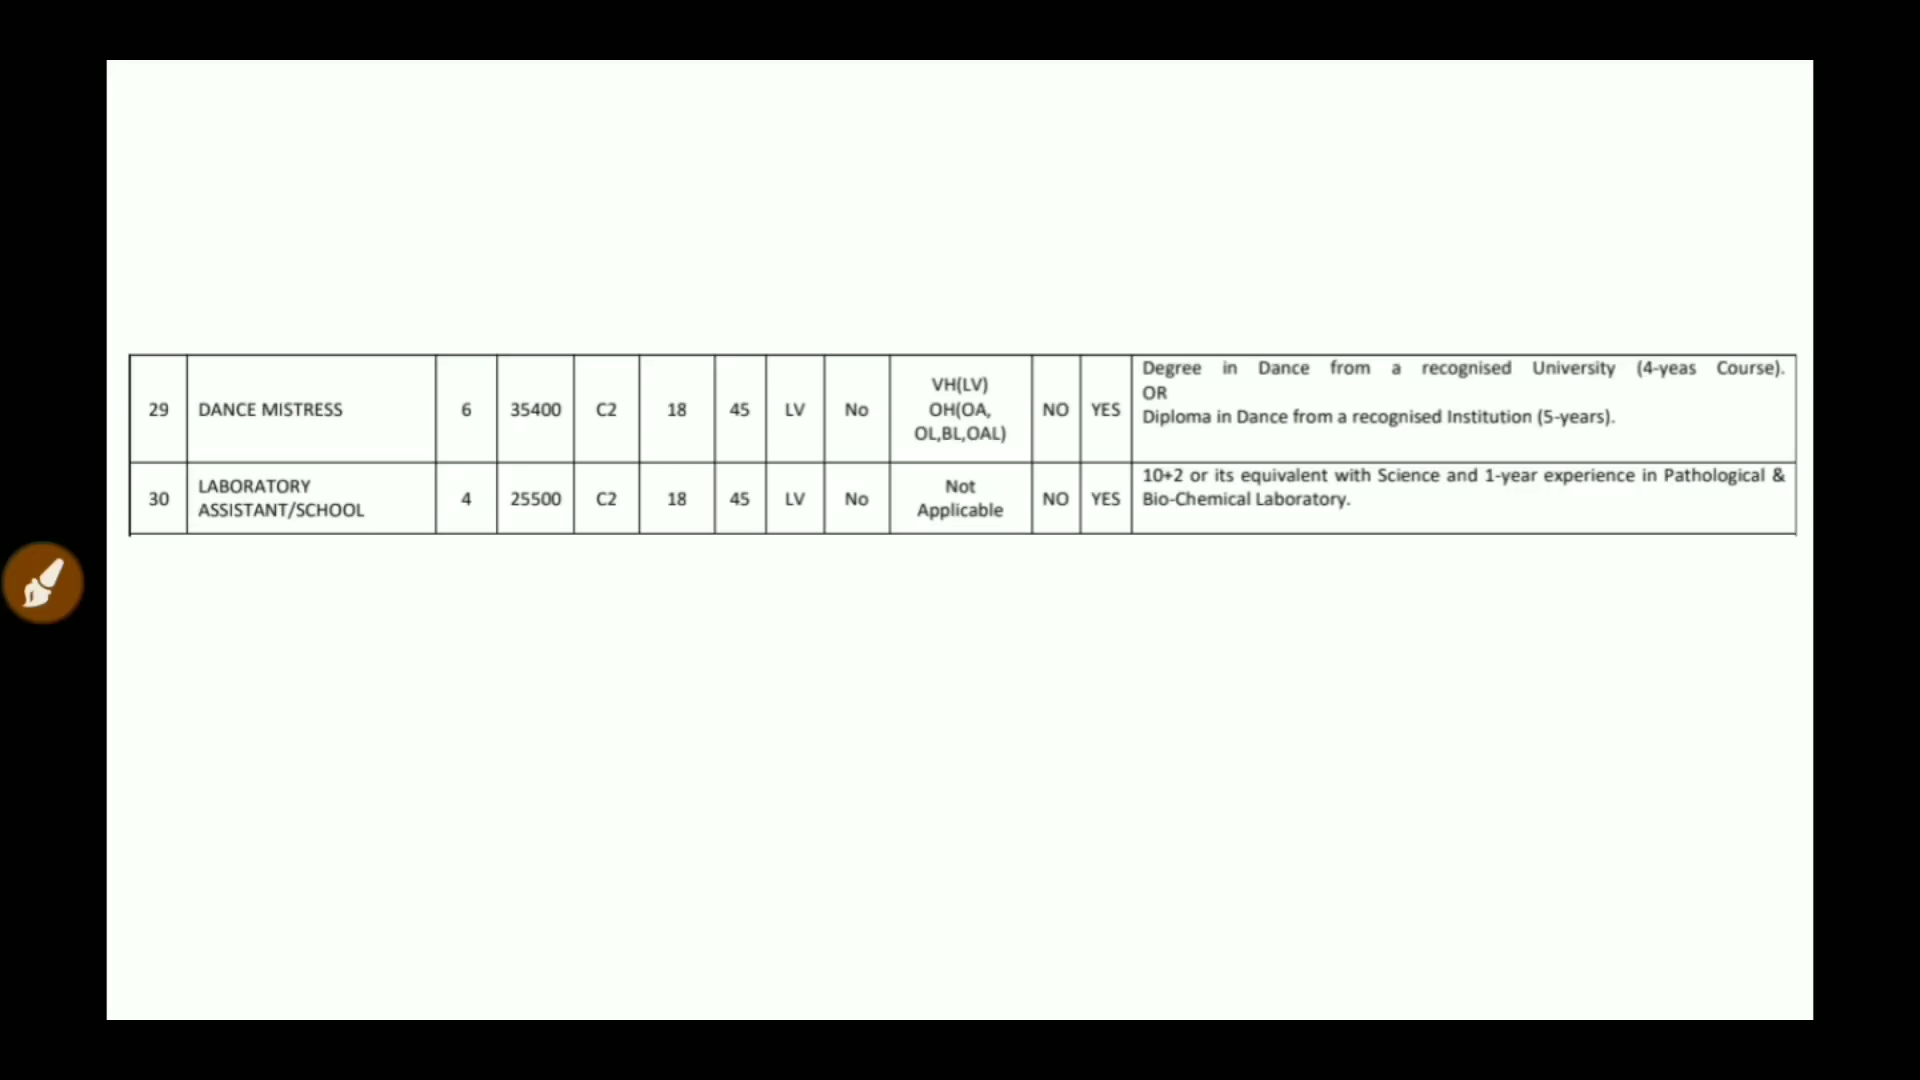 29 DANCE MISTRESS 6 35400 C2 18 45 LV No VH(LV) OH(OA, OL,BL,OAL) NO YES Degree in Dance from a recognised University (4-yeas Course).
OR
Diploma in Dance from a recognised Institution (5-years).
30 LABORATORY ASSISTANT/SCHOOL 4 25500 C2 18 45 LV No Not Applicable NO YES 10+2 or its equivalent with Science and 1-year experience in Pathological &
Bio-Chemical Laboratory.